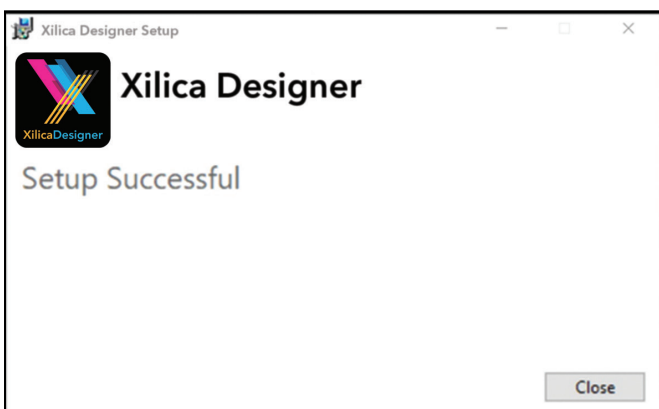 Xilica Designer Setup
Xilica Designer
XilicaDesigner
Setup Successful
Close